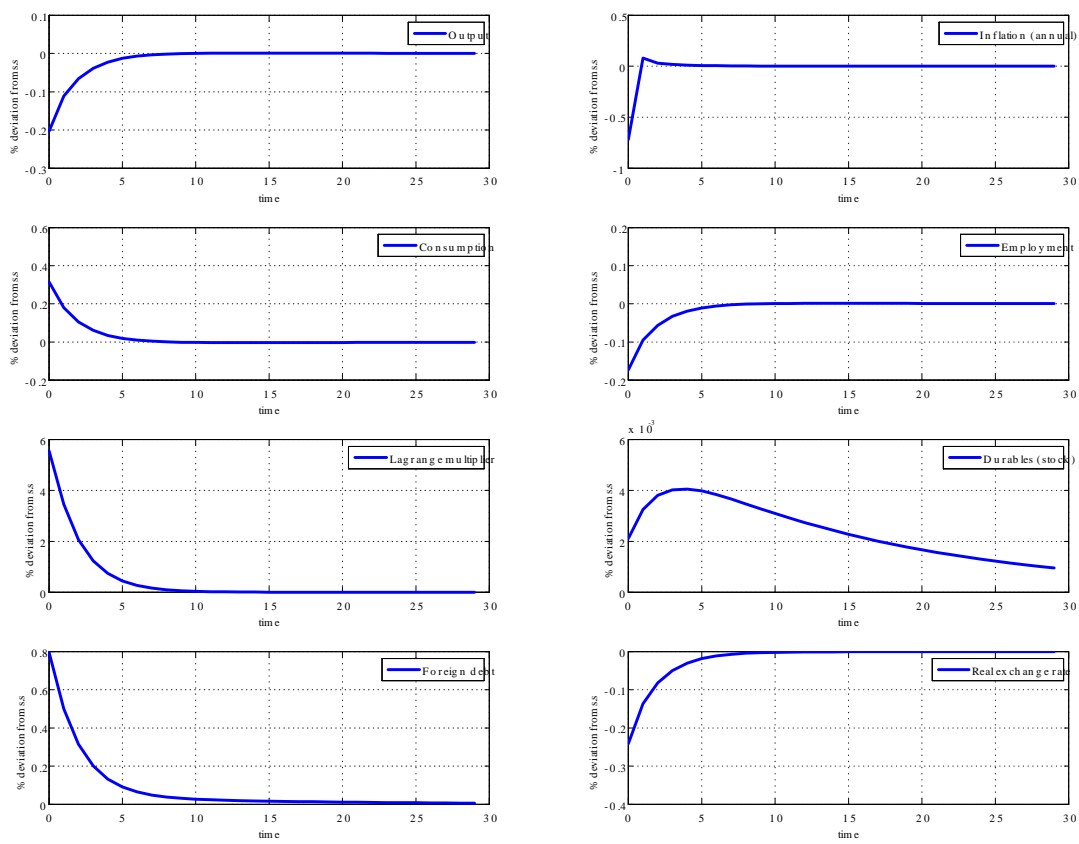 0.1
0
-0.1
-0.2
-0.3
0 5 10 15 20 25 30
% deviation from s.s
time
Output
0.5
0
-0.5
-1
0 5 10 15 20 25 30
% deviation from s.s
time
Inflation (annual)
0.6
0.4
0.2
0
-0.2
0 5 10 15 20 25 30
% deviation from s.s
time
Consumption
0.2
0.1
0
-0.1
-0.2
0 5 10 15 20 25 30
% deviation from s.s
time
Employment
6
4
2
0
0 5 10 15 20 25 30
% deviation from s.s
time
Lagrange multiplier
x 10-3
6
4
2
0
0 5 10 15 20 25 30
% deviation from s.s
time
Durables (stock)
0.8
0.6
0.4
0.2
0
0 5 10 15 20 25 30
% deviation from s.s
time
Foreign debt
0
-0.1
-0.2
-0.3
-0.4
0 5 10 15 20 25 30
% deviation from s.s
time
Real exchange rate